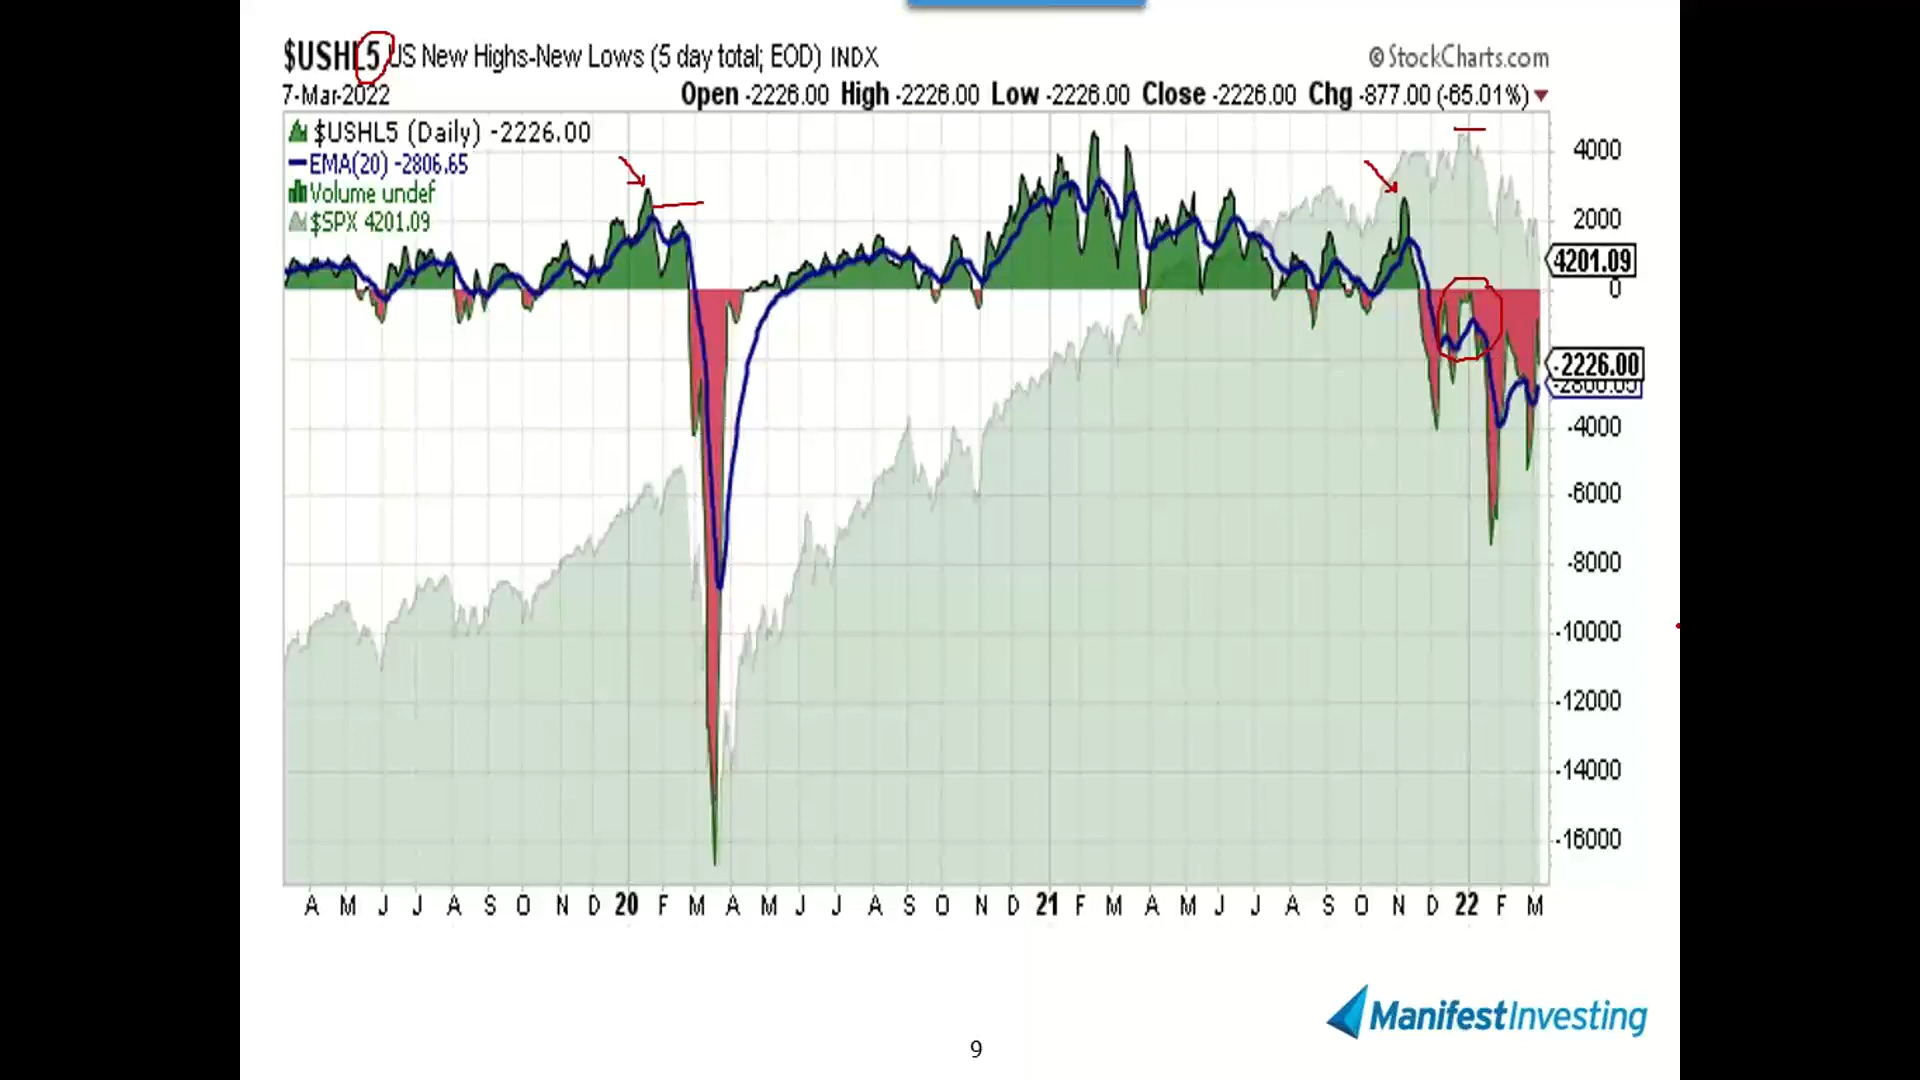 $USHL5 US New Highs-New Lows (5 day total; EOD) INDX
© StockCharts.com
7-Mar-2022
Open -2226.00 High -2226.00 Low -2226.00 Close -2226.00 Chg -877.00 (-65.01%)
$USHL5 (Daily) -2226.00
EMA(20) -2806.65
Volume undef
$SPX 4201.09
4000
2000
4201.09
0
-2226.00
-4000
-6000
-8000
-10000
-12000
-14000
-16000
A M J J A S O N D 20 F M A M J J A S O N D 21 F M A M J J A S O N D 22 F M
ManifestInvesting
9